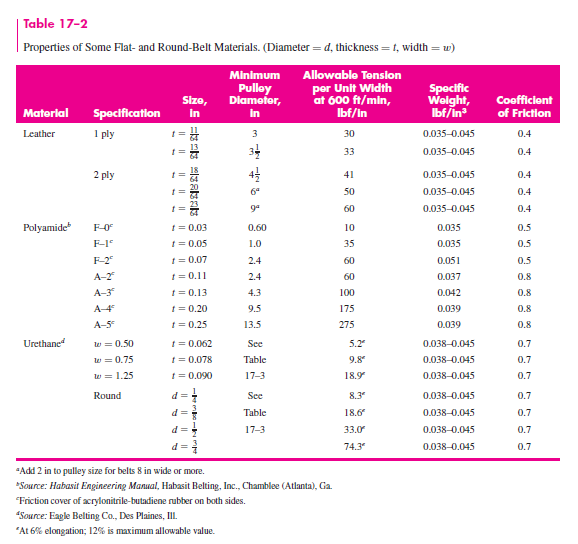 Table 17–2
Properties of Some Flat- and Round-Belt Materials. (Diameter = d, thickness = t, width = w)
Material Specification Size, in Minimum Pulley Diameter, in Allowable Tension per Unit Width at 600 ft/min, lbf/in Specific Weight, lbf/in³ Coefficient of Friction
Leather 1 ply t = 11/64 3 30 0.035–0.045 0.4
t = 13/64 3 1/2 33 0.035–0.045 0.4
2 ply t = 18/64 4 1/2 41 0.035–0.045 0.4
t = 20/64 6ᵃ 50 0.035–0.045 0.4
t = 23/64 9ᵃ 60 0.035–0.045 0.4
Polyamideᵇ F–0ᶜ t = 0.03 0.60 10 0.035 0.5
F–1ᶜ t = 0.05 1.0 35 0.035 0.5
F–2ᶜ t = 0.07 2.4 60 0.051 0.5
A–2ᶜ t = 0.11 2.4 60 0.037 0.8
A–3ᶜ t = 0.13 4.3 100 0.042 0.8
A–4ᶜ t = 0.20 9.5 175 0.039 0.8
A–5ᶜ t = 0.25 13.5 275 0.039 0.8
Urethaneᵈ w = 0.50 t = 0.062 See 5.2ᵉ 0.038–0.045 0.7
w = 0.75 t = 0.078 Table 9.8ᵉ 0.038–0.045 0.7
w = 1.25 t = 0.090 17–3 18.9ᵉ 0.038–0.045 0.7
Round d = 1/4 See 8.3ᵉ 0.038–0.045 0.7
d = 3/8 Table 18.6ᵉ 0.038–0.045 0.7
d = 1/2 17–3 33.0ᵉ 0.038–0.045 0.7
d = 3/4 74.3ᵉ 0.038–0.045 0.7
ᵃAdd 2 in to pulley size for belts 8 in wide or more.
ᵇSource: Habasit Engineering Manual, Habasit Belting, Inc., Chamblee (Atlanta), Ga.
ᶜFriction cover of acrylonitrile-butadiene rubber on both sides.
ᵈSource: Eagle Belting Co., Des Plaines, Ill.
ᵉAt 6% elongation; 12% is maximum allowable value.